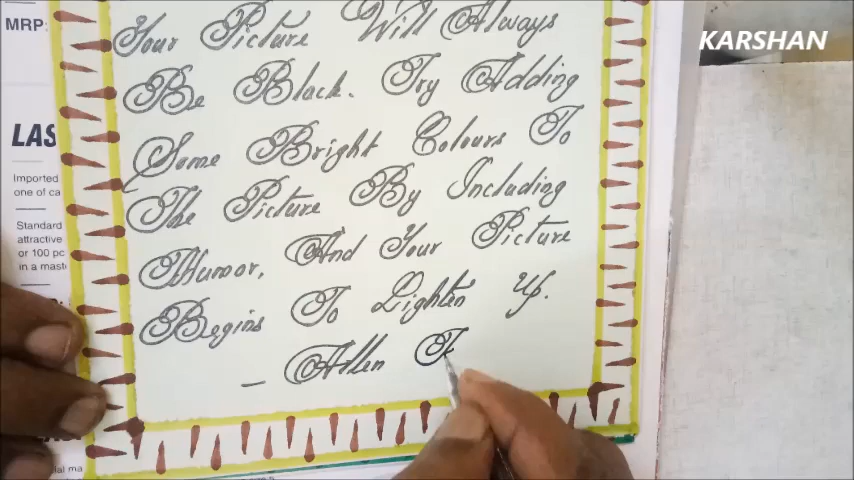 MRP:
KARSHAN
Your Picture Will Always
Be Black. Try Adding
LAS
Some Bright Colours To
Imported
one of ca
The Picture By Including
Standard
attractive
or 100 pc
in a mast
Humor, And Your Picture
Begins To Lighten Up.
— Allen T